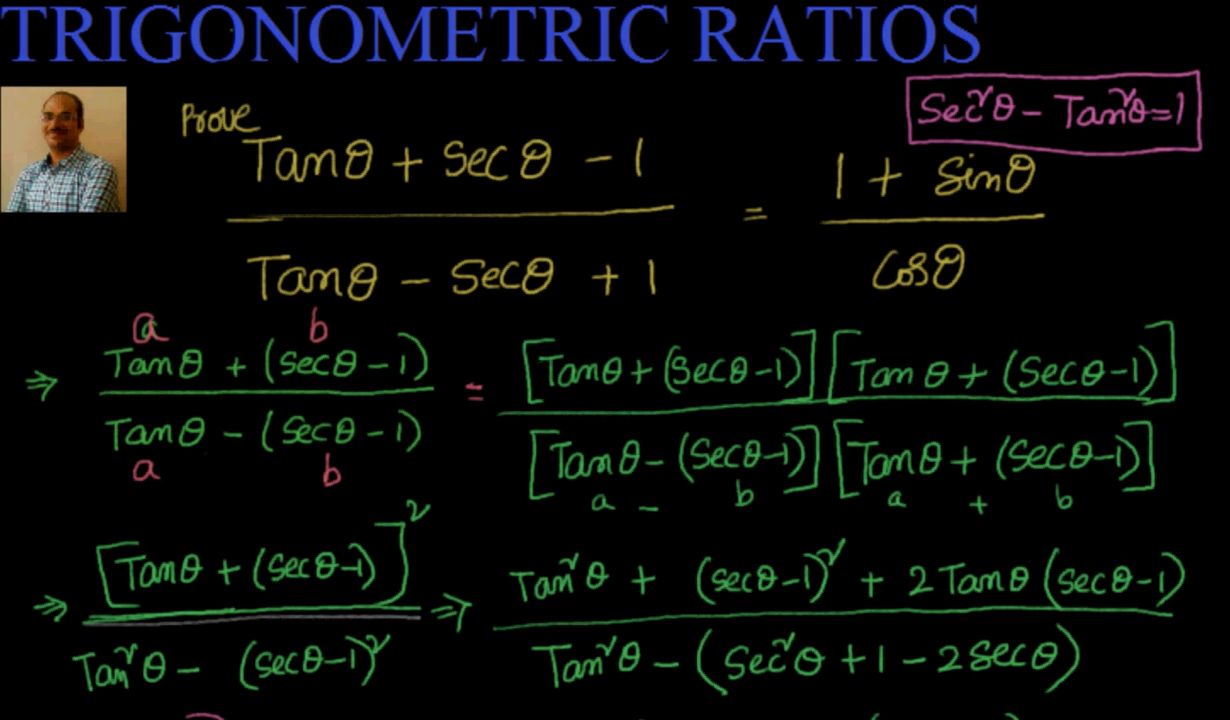 TRIGONOMETRIC RATIOS
Sec²θ - Tan²θ=1
Prove
Tanθ + Secθ - 1 / Tanθ - Secθ + 1 = 1 + Sinθ / Cosθ
a b
⇒ Tanθ + (Secθ-1) / Tanθ - (Secθ-1) = [Tanθ+(Secθ-1)][Tanθ+(Secθ-1)] / [Tanθ-(Secθ-1)][Tanθ+(Secθ-1)]
a b a - b a + b
⇒ [Tanθ+(Secθ-1)]² / Tan²θ - (Secθ-1)² ⇒ Tan²θ + (Secθ-1)² + 2Tanθ(Secθ-1) / Tan²θ - (Sec²θ+1-2Secθ)